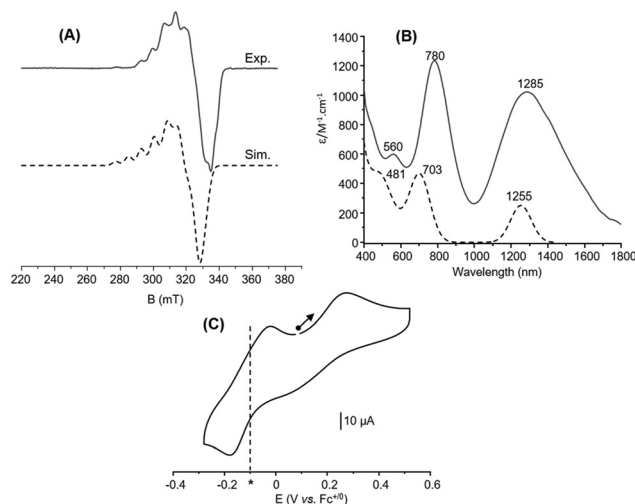 (A)
Exp.
Sim.
220 240 260 280 300 320 340 360 380
B (mT)
(B)
ε/M⁻¹.cm⁻¹
1400
1200
1000
800
600
400
200
0
780
1285
560
481
703
1255
400 600 800 1000 1200 1400 1600 1800
Wavelength (nm)
(C)
10 µA
-0.4 -0.2 * 0 0.2 0.4 0.6
E (V vs. Fc⁺/⁰)